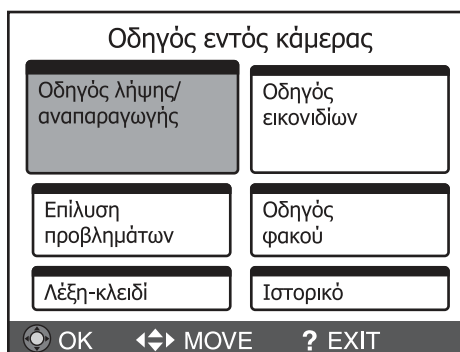 Οδηγός εντός κάμερας
Οδηγός λήψης/
αναπαραγωγής
Οδηγός
εικονιδίων
Επίλυση
προβλημάτων
Οδηγός
φακού
Λέξη-κλειδί
Ιστορικό
OK MOVE ? EXIT